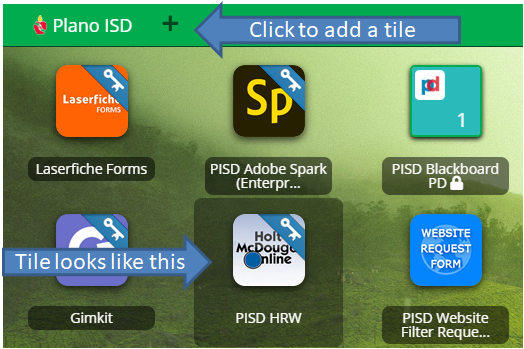 Plano ISD + Click to add a tile
Laserfiche
FORMS
Sp
pd
1
Laserfiche Forms
PISD Adobe Spark
(Enterpr...
PISD Blackboard
PD
G
Holt
McDougal
Online
WEBSITE
REQUEST
FORM
Tile looks like this
Gimkit
PISD HRW
PISD Website
Filter Reque...